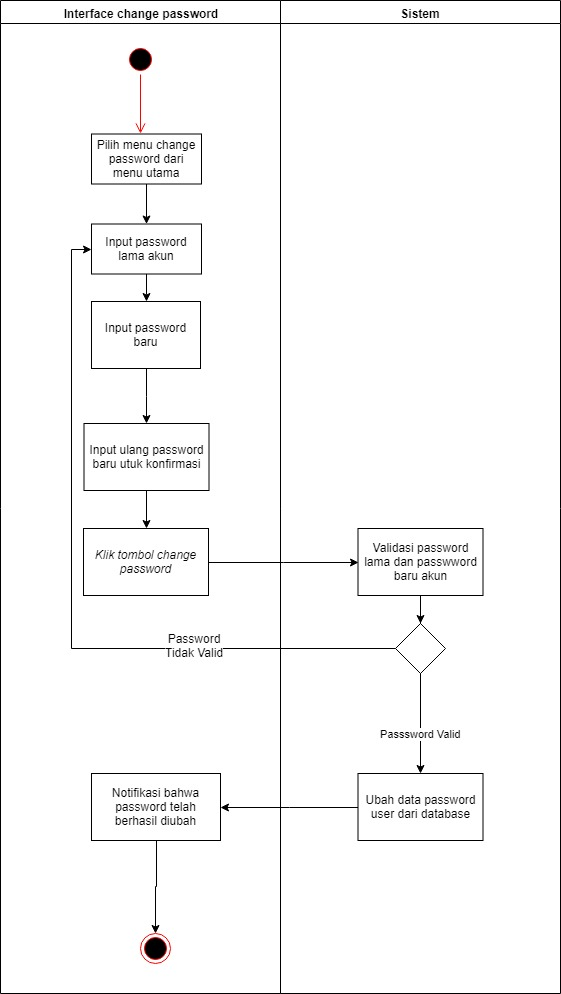 Interface change password
Sistem
Pilih menu change
password dari
menu utama
Input password
lama akun
Input password
baru
Input ulang password
baru utuk konfirmasi
Klik tombol change
password
Validasi password
lama dan passwword
baru akun
Password
Tidak Valid
Passsword Valid
Notifikasi bahwa
password telah
berhasil diubah
Ubah data password
user dari database